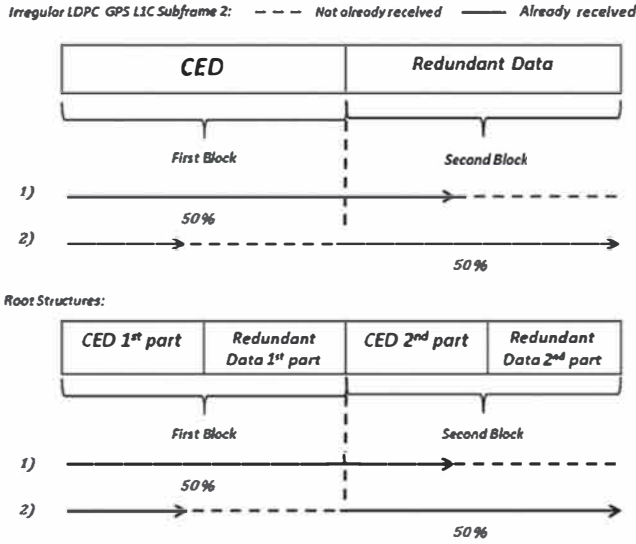 Irregular LDPC GPS L1C Subframe 2: Not already received Already received
CED Redundant Data
First Block Second Block
1)
50%
2)
50%
Root Structures:
CED 1st part Redundant Data 1st part CED 2nd part Redundant Data 2nd part
First Block Second Block
1)
50%
2)
50%